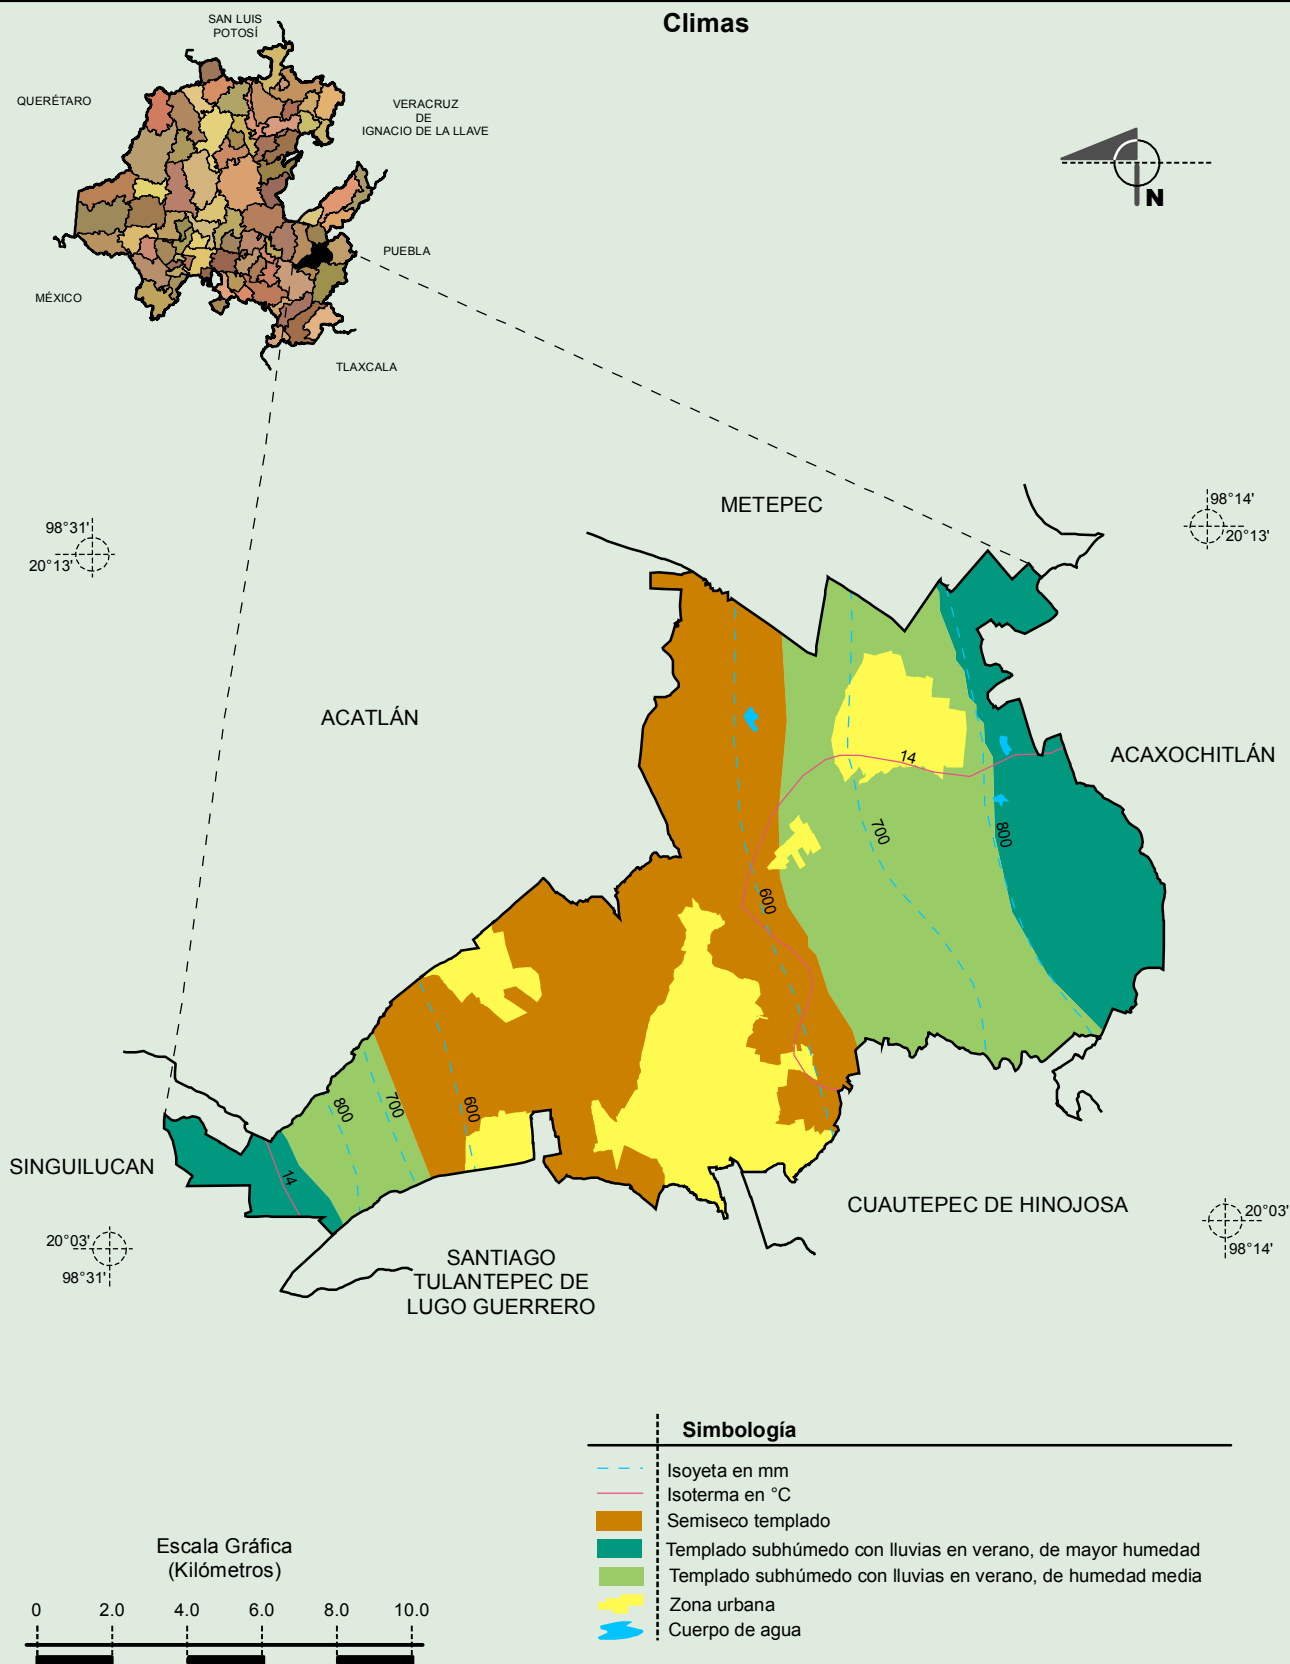 Climas
SAN LUIS
POTOSÍ
QUERÉTARO
VERACRUZ
DE
IGNACIO DE LA LLAVE
N
PUEBLA
MÉXICO
TLAXCALA
METEPEC
98°31'
20°13'
98°14'
20°13'
ACATLÁN
ACAXOCHITLÁN
14
700
800
600
800
700
600
14
SINGUILUCAN
CUAUTEPEC DE HINOJOSA
20°03'
98°31'
20°03'
98°14'
SANTIAGO
TULANTEPEC DE
LUGO GUERRERO
Simbología
Isoyeta en mm
Isoterma en °C
Semiseco templado
Templado subhúmedo con lluvias en verano, de mayor humedad
Templado subhúmedo con lluvias en verano, de humedad media
Zona urbana
Cuerpo de agua
Escala Gráfica
(Kilómetros)
0 2.0 4.0 6.0 8.0 10.0